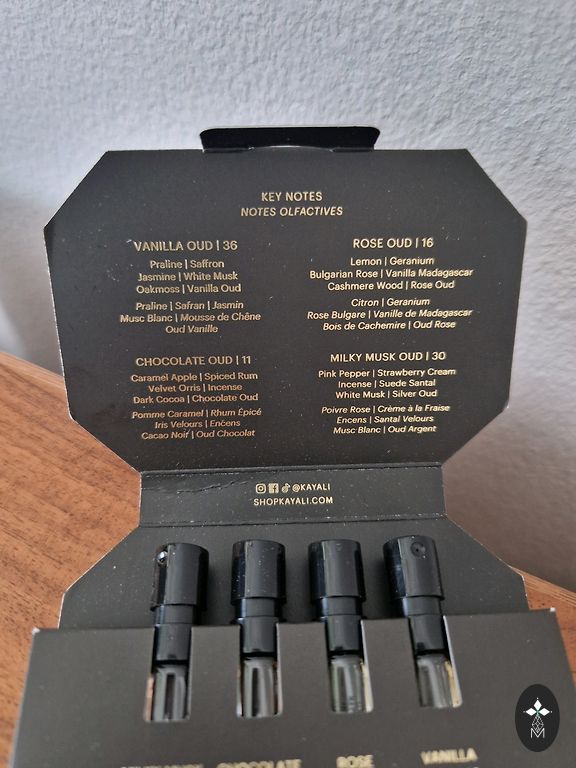 KEY NOTES
NOTES OLFACTIVES
VANILLA OUD | 36
Praline | Saffron
Jasmine | White Musk
Oakmoss | Vanilla Oud
Praline | Safran | Jasmin
Musc Blanc | Mousse de Chêne
Oud Vanille
ROSE OUD | 16
Lemon | Geranium
Bulgarian Rose | Vanilla Madagascar
Cashmere Wood | Rose Oud
Citron | Geranium
Rose Bulgare | Vanille de Madagascar
Bois de Cachemire | Oud Rose
CHOCOLATE OUD | 11
Caramel Apple | Spiced Rum
Velvet Orris | Incense
Dark Cocoa | Chocolate Oud
Pomme Caramel | Rhum Épicé
Iris Velours | Encens
Cacao Noif | Oud Chocolat
MILKY MUSK OUD | 30
Pink Pepper | Strawberry Cream
Incense | Suede Santal
White Musk | Silver Oud
Poivre Rose | Crème à la Fraise
Encens | Santal Velours
Musc Blanc | Oud Argent
@KAYALI
SHOPKAYALI.COM
CHOCOLATE
ROSE
VANILLA
M